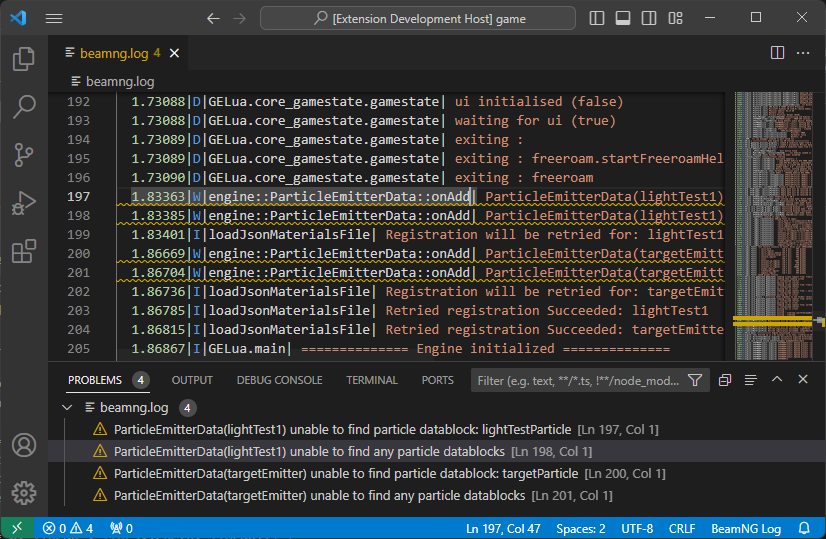 [Extension Development Host] game
beamng.log 4
beamng.log
192 1.73088|D|GELua.core_gamestate.gamestate| ui initialised (false)
193 1.73088|D|GELua.core_gamestate.gamestate| waiting for ui (true)
194 1.73089|D|GELua.core_gamestate.gamestate| exiting :
195 1.73089|D|GELua.core_gamestate.gamestate| exiting : freeroam.startFreeroamHel
196 1.73090|D|GELua.core_gamestate.gamestate| exiting : freeroam
197 1.83363|W|engine::ParticleEmitterData::onAdd| ParticleEmitterData(lightTest1)
198 1.83385|W|engine::ParticleEmitterData::onAdd| ParticleEmitterData(lightTest1)
199 1.83401|I|loadJsonMaterialsFile| Registration will be retried for: lightTest1
200 1.86669|W|engine::ParticleEmitterData::onAdd| ParticleEmitterData(targetEmitt
201 1.86704|W|engine::ParticleEmitterData::onAdd| ParticleEmitterData(targetEmitt
202 1.86736|I|loadJsonMaterialsFile| Registration will be retried for: targetEmit
203 1.86785|I|loadJsonMaterialsFile| Retried registration Succeeded: lightTest1
204 1.86815|I|loadJsonMaterialsFile| Retried registration Succeeded: targetEmitte
205 1.86867|I|GELua.main| ============= Engine initialized ==============
PROBLEMS 4 OUTPUT DEBUG CONSOLE TERMINAL PORTS Filter (e.g. text, **/*.ts, !**/node_mod...
beamng.log 4
ParticleEmitterData(lightTest1) unable to find particle datablock: lightTestParticle [Ln 197, Col 1]
ParticleEmitterData(lightTest1) unable to find any particle datablocks [Ln 198, Col 1]
ParticleEmitterData(targetEmitter) unable to find particle datablock: targetParticle [Ln 200, Col 1]
ParticleEmitterData(targetEmitter) unable to find any particle datablocks [Ln 201, Col 1]
0 4 0 Ln 197, Col 47 Spaces: 2 UTF-8 CRLF BeamNG Log